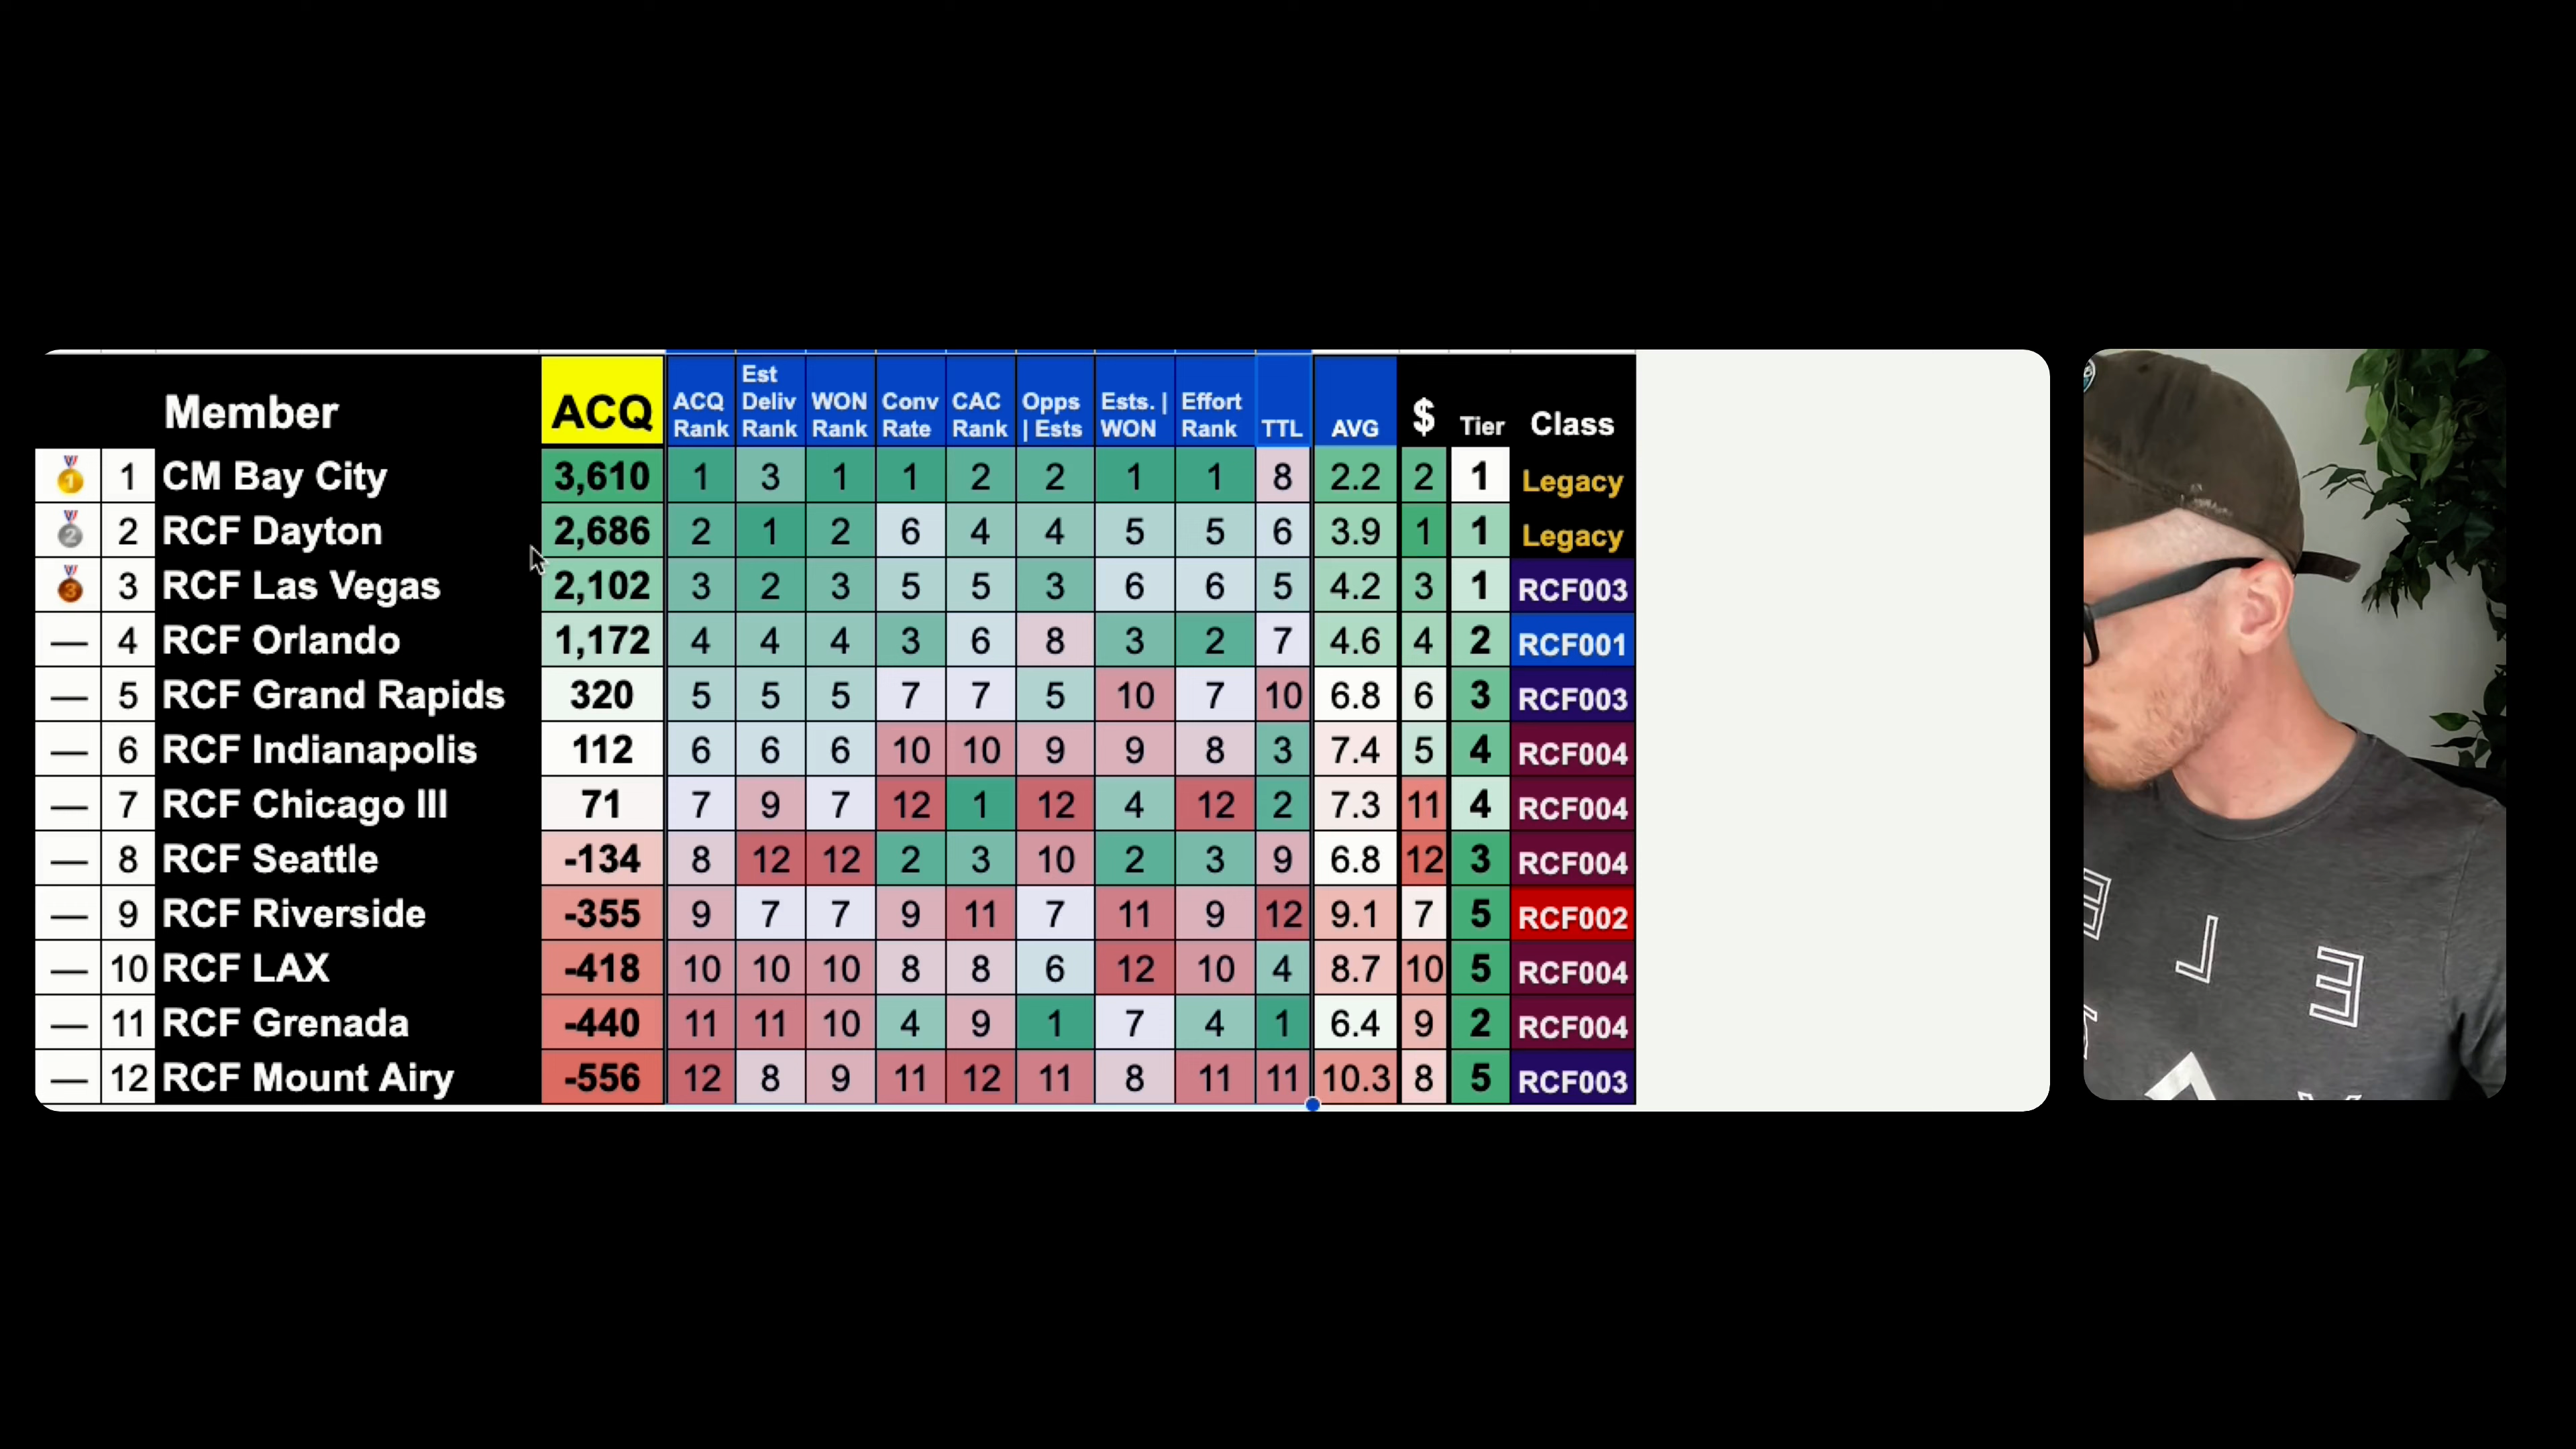 Member ACQ ACQ Rank Est Deliv Rank WON Rank Conv Rate CAC Rank Opps | Ests Ests. | WON Effort Rank TTL AVG $ Tier Class
1 1 CM Bay City 3,610 1 3 1 1 2 2 1 1 8 2.2 2 1 Legacy
2 2 RCF Dayton 2,686 2 1 2 6 4 4 5 5 6 3.9 1 1 Legacy
3 3 RCF Las Vegas 2,102 3 2 3 5 5 3 6 6 5 4.2 3 1 RCF003
— 4 RCF Orlando 1,172 4 4 4 3 6 8 3 2 7 4.6 4 2 RCF001
— 5 RCF Grand Rapids 320 5 5 5 7 7 5 10 7 10 6.8 6 3 RCF003
— 6 RCF Indianapolis 112 6 6 6 10 10 9 9 8 3 7.4 5 4 RCF004
— 7 RCF Chicago III 71 7 9 7 12 1 12 4 12 2 7.3 11 4 RCF004
— 8 RCF Seattle -134 8 12 12 2 3 10 2 3 9 6.8 12 3 RCF004
— 9 RCF Riverside -355 9 7 7 9 11 7 11 9 12 9.1 7 5 RCF002
— 10 RCF LAX -418 10 10 10 8 8 6 12 10 4 8.7 10 5 RCF004
— 11 RCF Grenada -440 11 11 10 4 9 1 7 4 1 6.4 9 2 RCF004
— 12 RCF Mount Airy -556 12 8 9 11 12 11 8 11 11 10.3 8 5 RCF003